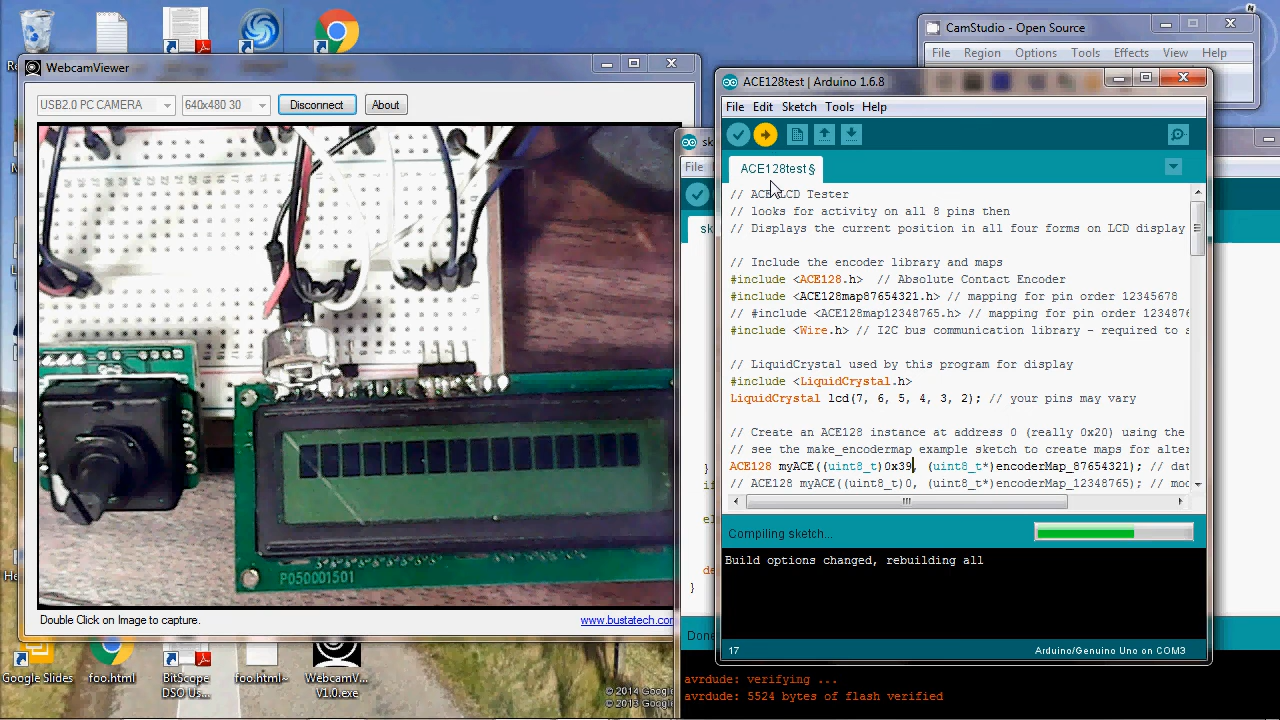 WebcamViewer
USB2.0 PC CAMERA
640x480 30
Disconnect
About
P050001501
Double Click on Image to capture.
www.bustatech.con
Google Slides
foo.html
BitScope
DSO Us...
foo.html~
WebcamV...
V1.0.exe
© 2014 Google
© 2013 Google
CamStudio - Open Source
File Region Options Tools Effects View Help
ACE128test | Arduino 1.6.8
File Edit Sketch Tools Help
ACE128test §
// ACE LCD Tester
// looks for activity on all 8 pins then
// Displays the current position in all four forms on LCD display
// Include the encoder library and maps
#include <ACE128.h> // Absolute Contact Encoder
#include <ACE128map87654321.h> // mapping for pin order 12345678
// #include <ACE128map12348765.h> // mapping for pin order 1234876
#include <Wire.h> // I2C bus communication library - required to s
// LiquidCrystal used by this program for display
#include <LiquidCrystal.h>
LiquidCrystal lcd(7, 6, 5, 4, 3, 2); // your pins may vary
// Create an ACE128 instance an address 0 (really 0x20) using the
// see the make_encodermap example sketch to create maps for alter
ACE128 myACE((uint8_t)0x39, (uint8_t*)encoderMap_87654321); // dat
// ACE128 myACE((uint8_t)0, (uint8_t*)encoderMap_12348765); // mod
Compiling sketch...
Build options changed, rebuilding all
17
Arduino/Genuino Uno on COM3
sk
File
sk
}
if
el
de
}
Done
avrdude: verifying ...
avrdude: 5524 bytes of flash verified